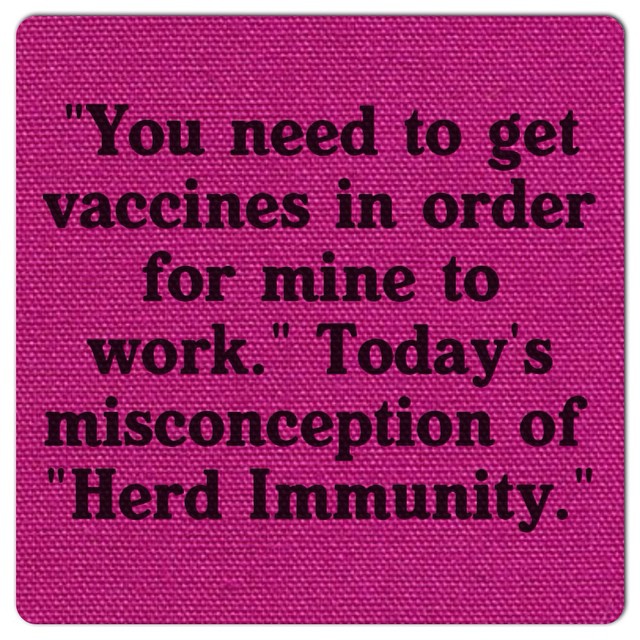 "You need to get
vaccines in order
for mine to
work." Today's
misconception of
"Herd Immunity."